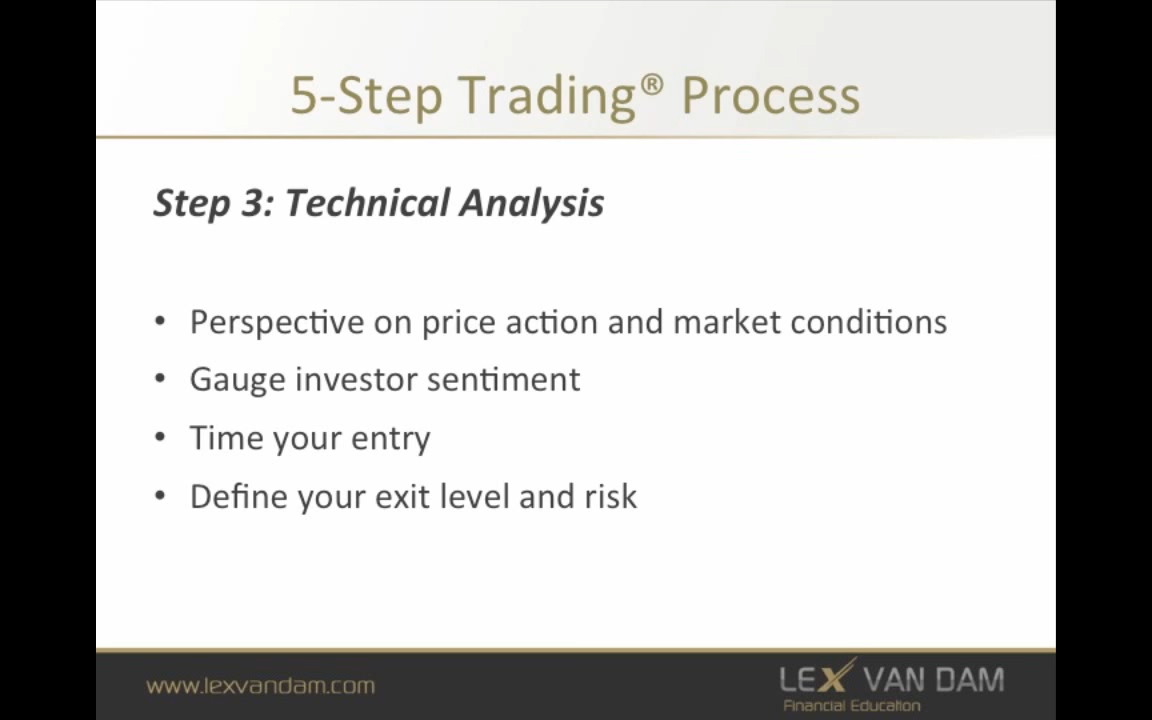 5-Step Trading® Process
Step 3: Technical Analysis
• Perspective on price action and market conditions
• Gauge investor sentiment
• Time your entry
• Define your exit level and risk
www.lexvandam.com
LEX VAN DAM
Financial Education